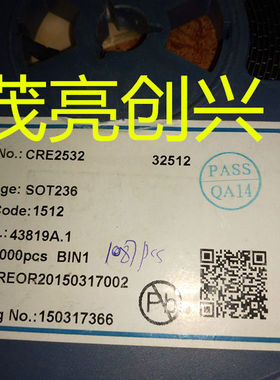 茂亮创兴
No.: CRE2532 32512
PASS
QA14
ge: SOT236
Code: 1512
.: 43819A.1
000pcs BIN1 1087pcs
REOR20150317002
Pb
g No: 150317366